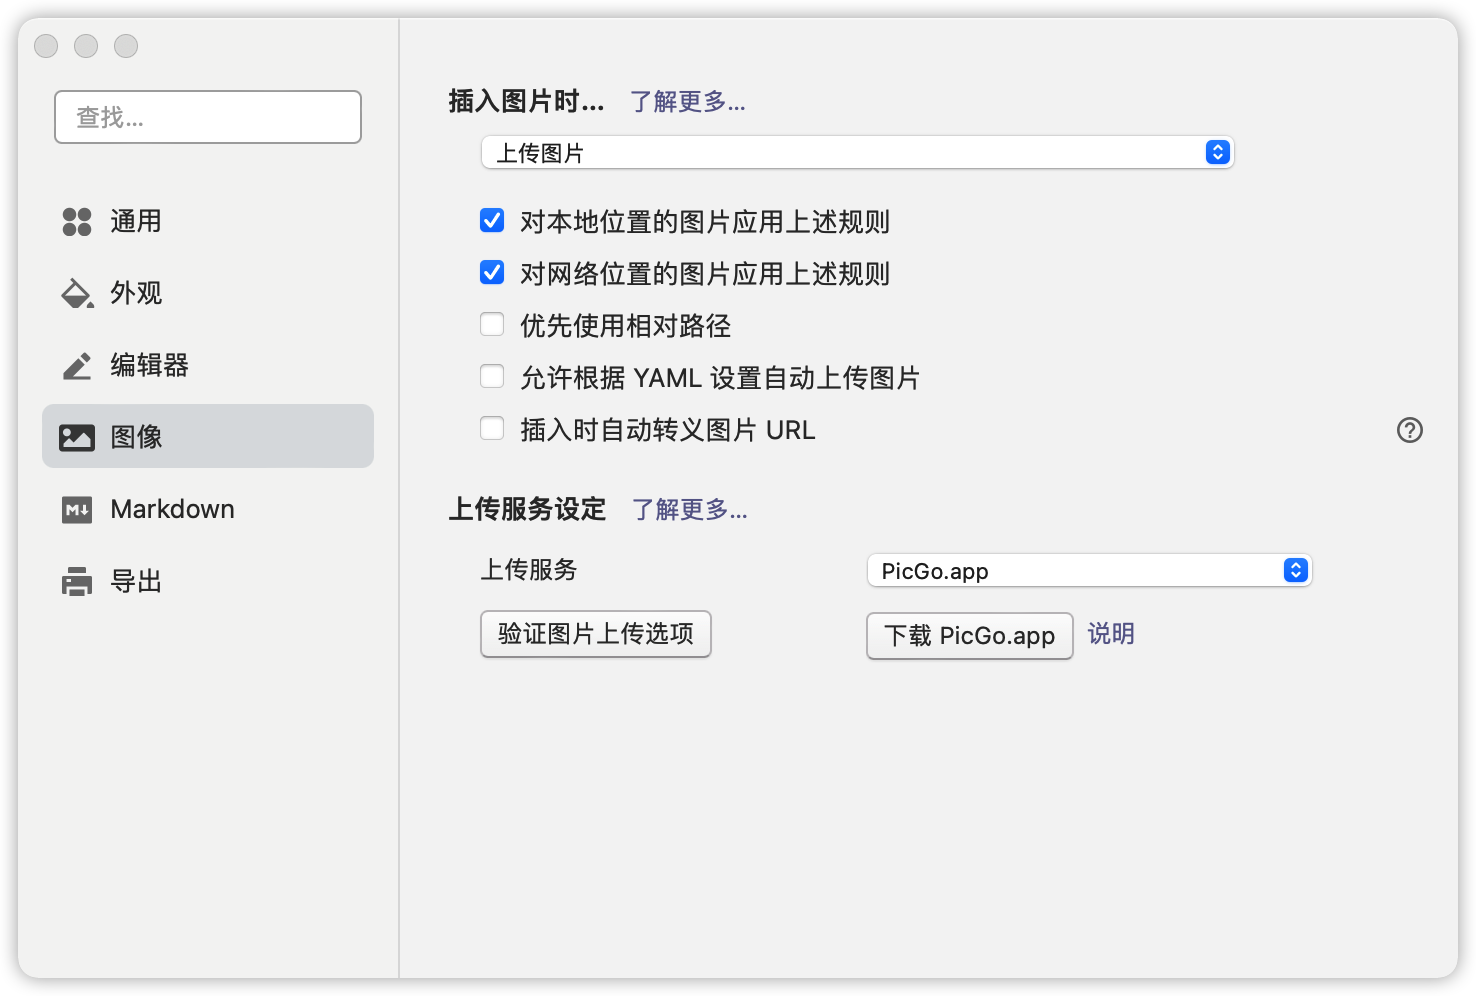 查找...
通用
外观
编辑器
图像
Markdown
导出
插入图片时... 了解更多...
上传图片
对本地位置的图片应用上述规则
对网络位置的图片应用上述规则
优先使用相对路径
允许根据 YAML 设置自动上传图片
插入时自动转义图片 URL
上传服务设定 了解更多...
上传服务 PicGo.app
验证图片上传选项 下载 PicGo.app 说明